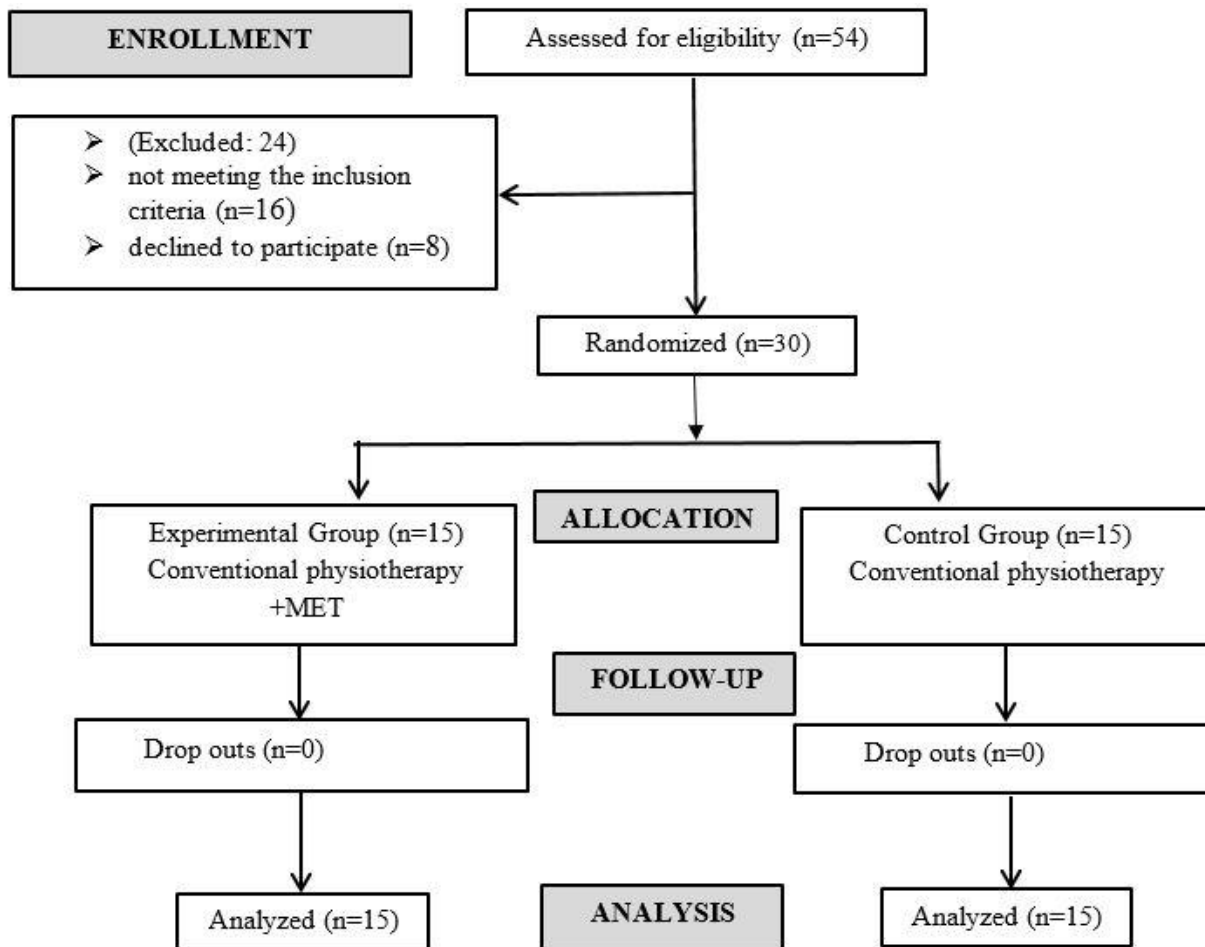 ENROLLMENT
Assessed for eligibility (n=54)
➢ (Excluded: 24)
➢ not meeting the inclusion
criteria (n=16)
➢ declined to participate (n=8)
Randomized (n=30)
ALLOCATION
Experimental Group (n=15)
Conventional physiotherapy
+MET
Control Group (n=15)
Conventional physiotherapy
FOLLOW-UP
Drop outs (n=0)
Drop outs (n=0)
Analyzed (n=15)
ANALYSIS
Analyzed (n=15)